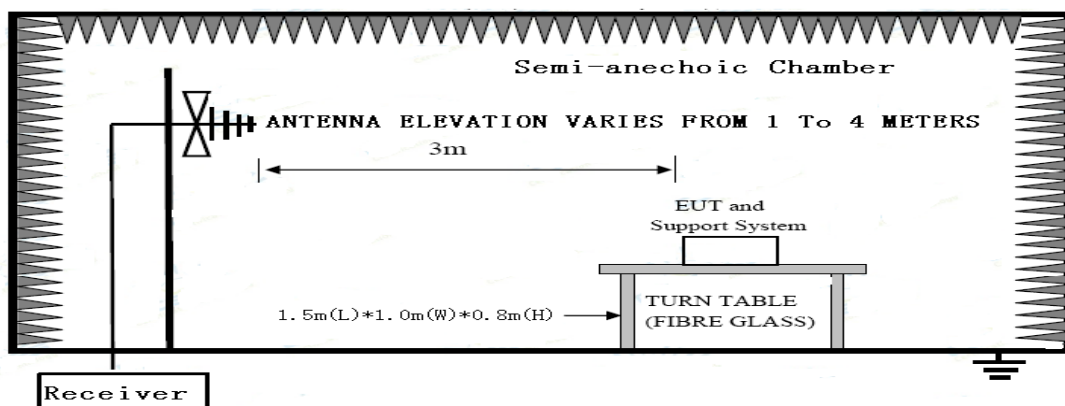 Semi-anechoic Chamber
ANTENNA ELEVATION VARIES FROM 1 To 4 METERS
3m
EUT and
Support System
1.5m(L)*1.0m(W)*0.8m(H)
TURN TABLE
(FIBRE GLASS)
Receiver